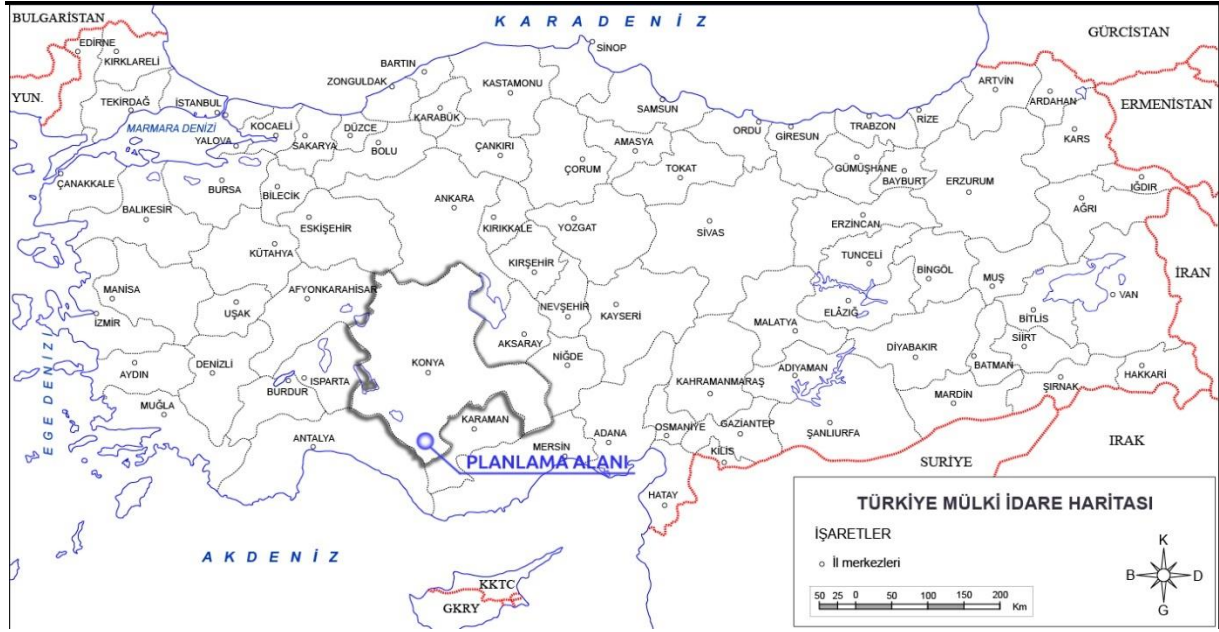 KARADENİZ
BULGARİSTAN
EDİRNE
KIRKLARELİ
YUN.
TEKİRDAĞ
İSTANBUL
MARMARA DENİZİ
YALOVA
KOCAELİ
SAKARYA
DÜZCE
BOLU
ZONGULDAK
BARTIN
KARABÜK
KASTAMONU
SİNOP
ÇANKIRI
ÇORUM
AMASYA
SAMSUN
TOKAT
ORDU
GİRESUN
TRABZON
RİZE
GÜMÜŞHANE
BAYBURT
ARTVİN
ARDAHAN
KARS
GÜRCİSTAN
ERMENİSTAN
IĞDIR
AĞRI
ERZURUM
ERZİNCAN
ÇANAKKALE
BALIKESİR
BURSA
BİLECİK
ESKİŞEHİR
KÜTAHYA
ANKARA
KIRIKKALE
YOZGAT
SİVAS
KIRŞEHİR
NEVŞEHİR
KAYSERİ
TUNCELİ
BİNGÖL
MUŞ
ELÂZIĞ
BİTLİS
VAN
İRAN
MANİSA
İZMİR
UŞAK
AFYONKARAHİSAR
AKSARAY
NİĞDE
KONYA
MALATYA
ADIYAMAN
DİYABAKIR
BATMAN
SİİRT
ŞIRNAK
HAKKARİ
MARDİN
EGE DENİZİ
AYDIN
DENİZLİ
MUĞLA
BURDUR
ISPARTA
ANTALYA
KARAMAN
MERSİN
ADANA
OSMANİYE
KAHRAMANMARAŞ
GAZİANTEP
KİLİS
ŞANLIURFA
HATAY
PLANLAMA ALANI
SURİYE
IRAK
AKDENİZ
KKTC
GKRY
TÜRKİYE MÜLKİ İDARE HARİTASI
İŞARETLER
İl merkezleri
50 25 0 50 100 150 200
Km
K
B D
G